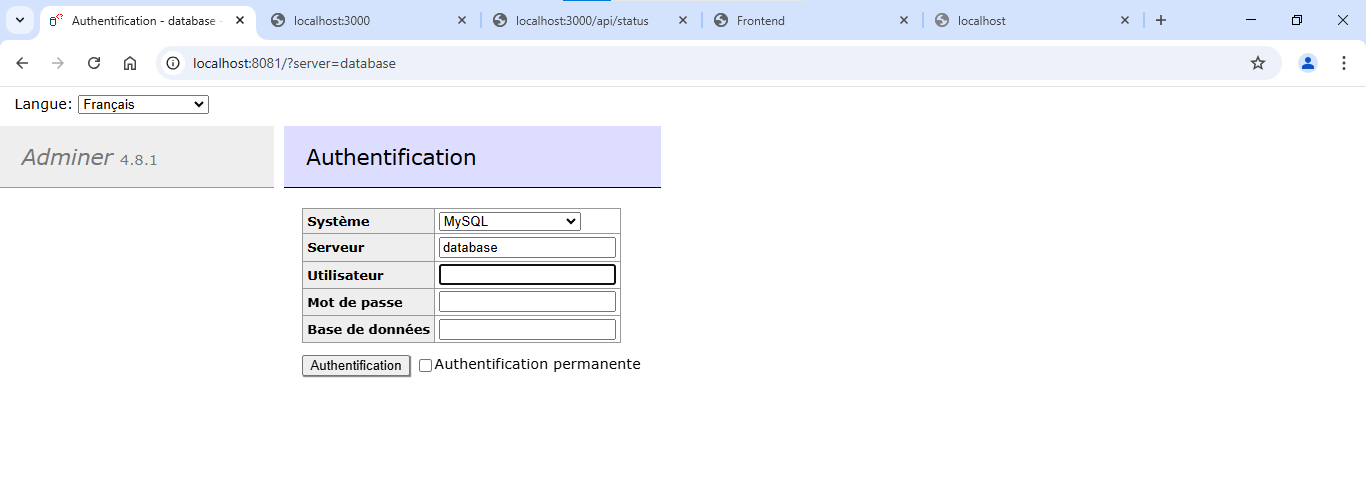 Authentification - database -
localhost:3000
localhost:3000/api/status
Frontend
localhost
localhost:8081/?server=database
Langue: Français
Adminer 4.8.1
Authentification
Système MySQL
Serveur database
Utilisateur
Mot de passe
Base de données
Authentification Authentification permanente